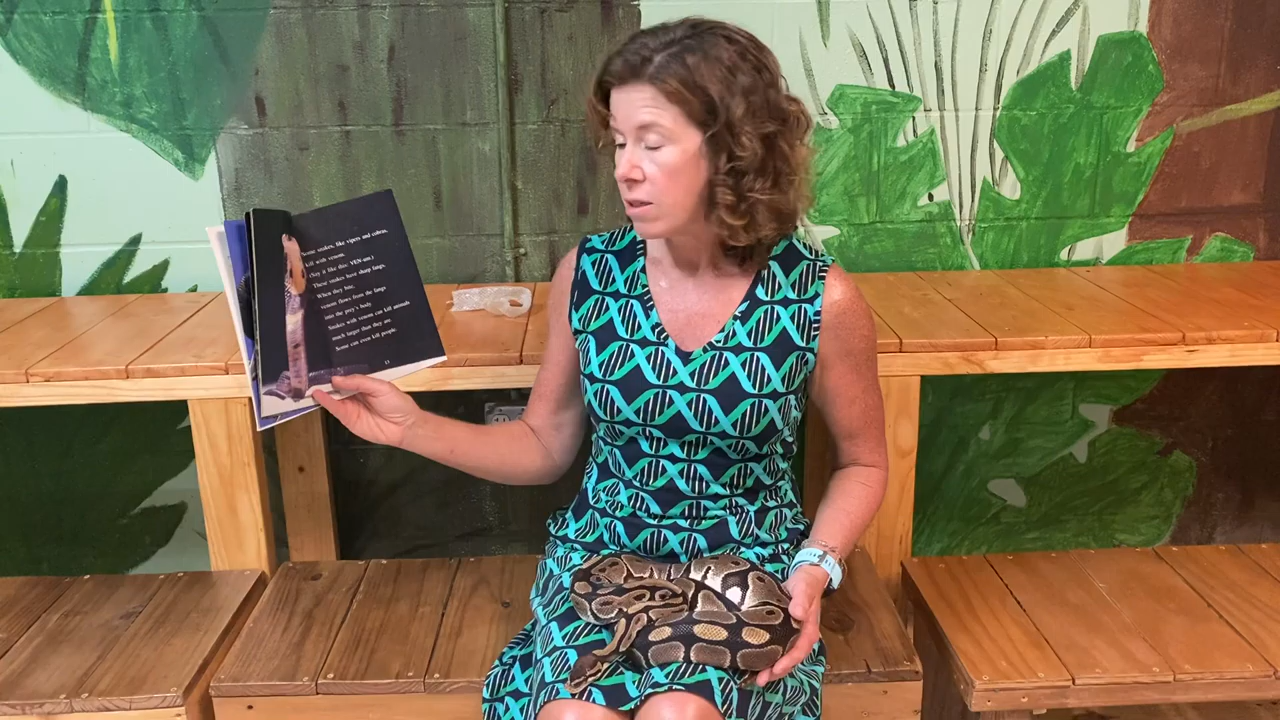 Some snakes, like vipers and cobras,
kill with venom.
(Say it like this: VEN-um.)
These snakes have sharp fangs.
When they bite,
venom flows from the fangs
into the prey's body.
Snakes with venom can kill animals
much larger than they are.
Some can even kill people.
13